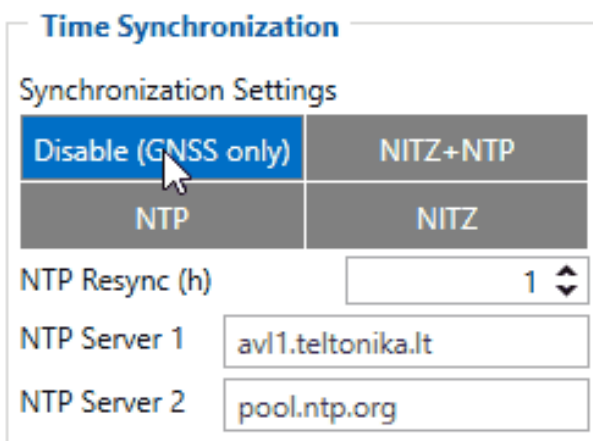 Time Synchronization
Synchronization Settings
Disable (GNSS only) NITZ+NTP
NTP NITZ
NTP Resync (h) 1
NTP Server 1 avl1.teltonika.lt
NTP Server 2 pool.ntp.org